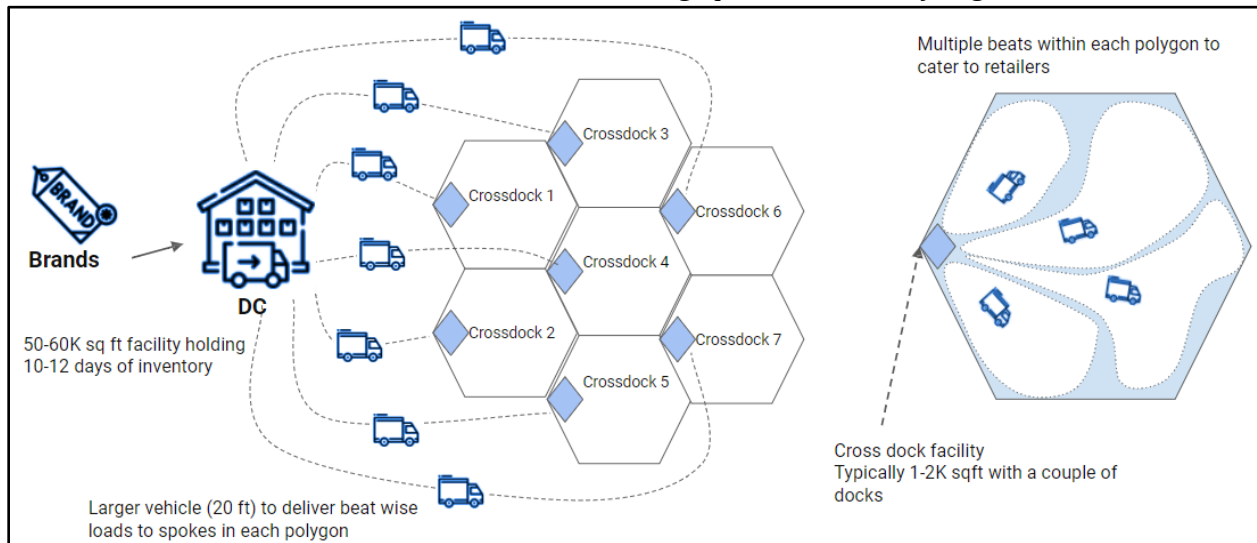 BRAND
Brands
DC
50-60K sq ft facility holding
10-12 days of inventory
Crossdock 3
Crossdock 1
Crossdock 6
Crossdock 4
Crossdock 2
Crossdock 7
Crossdock 5
Larger vehicle (20 ft) to deliver beat wise
loads to spokes in each polygon
Multiple beats within each polygon to
cater to retailers
Cross dock facility
Typically 1-2K sqft with a couple of
docks